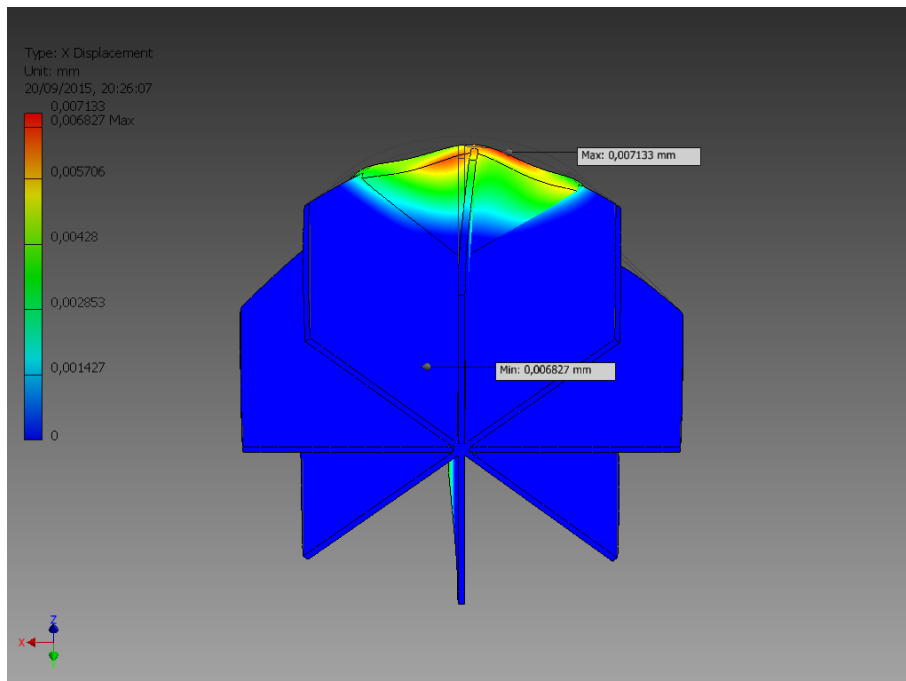 Type: X Displacement
Unit: mm
20/09/2015, 20:26:07
0,007133
0,006827 Max
Max: 0,007133 mm
0,005706
0,00428
0,002853
Min: 0,006827 mm
0,001427
0
Z
X